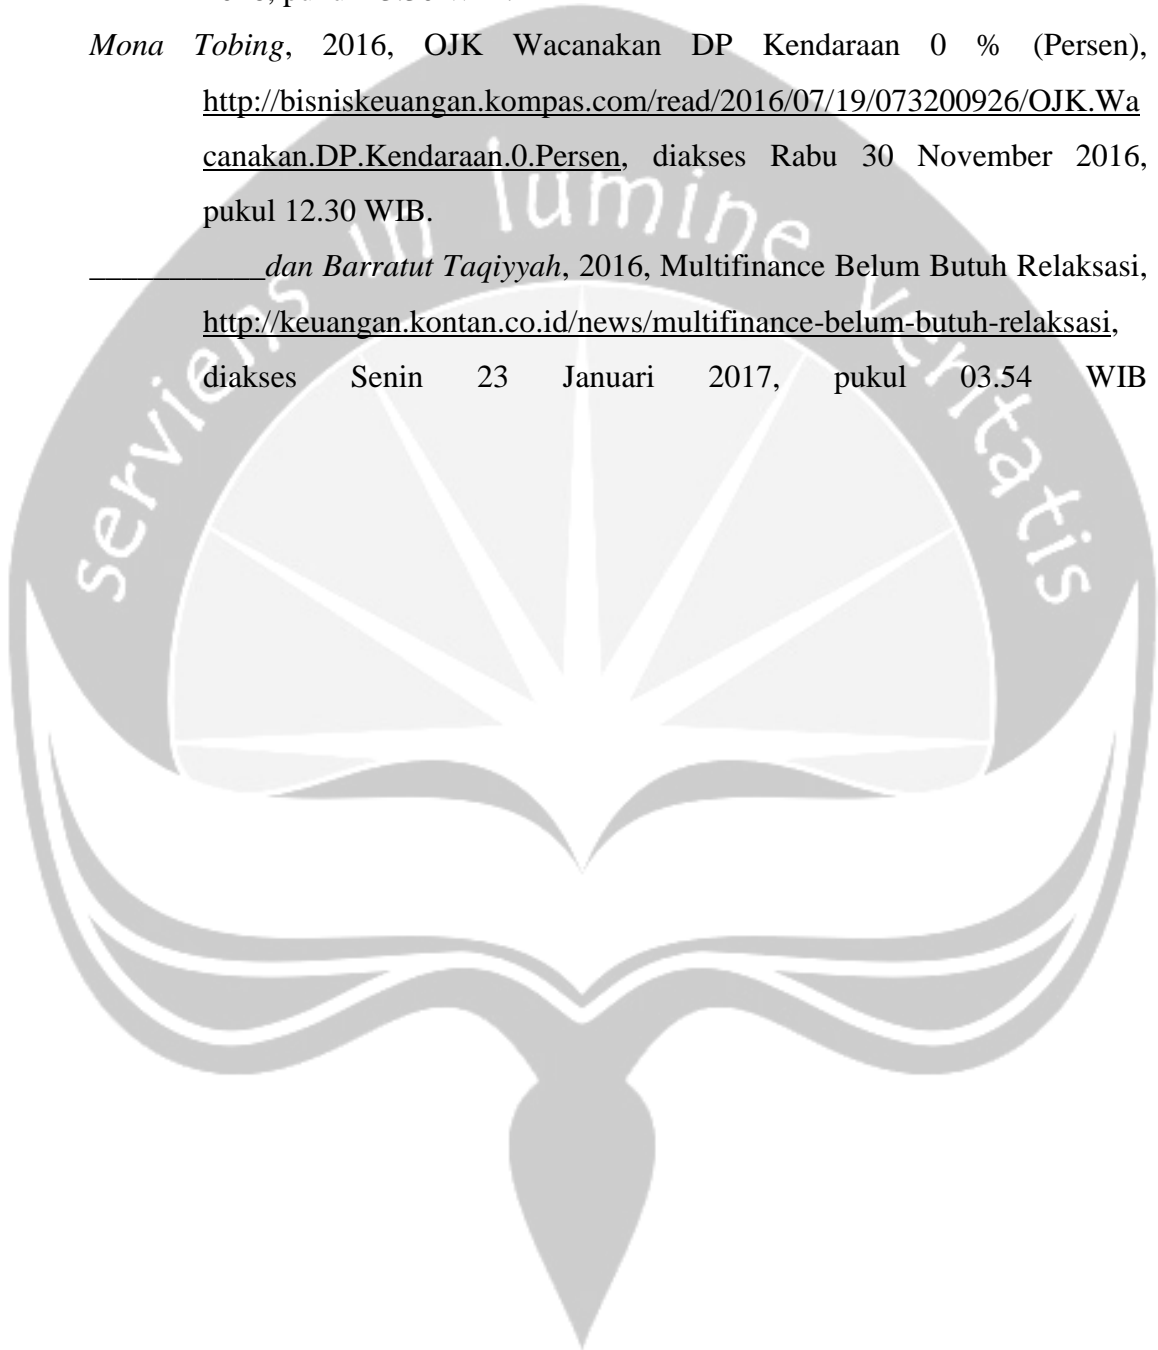 Mona Tobing, 2016, OJK Wacanakan DP Kendaraan 0 % (Persen),
http://bisniskeuangan.kompas.com/read/2016/07/19/073200926/OJK.Wa
canakan.DP.Kendaraan.0.Persen, diakses Rabu 30 November 2016,
pukul 12.30 WIB.
___________dan Barratut Taqiyyah, 2016, Multifinance Belum Butuh Relaksasi,
http://keuangan.kontan.co.id/news/multifinance-belum-butuh-relaksasi,
diakses Senin 23 Januari 2017, pukul 03.54 WIB
serviens in lumine veritatis